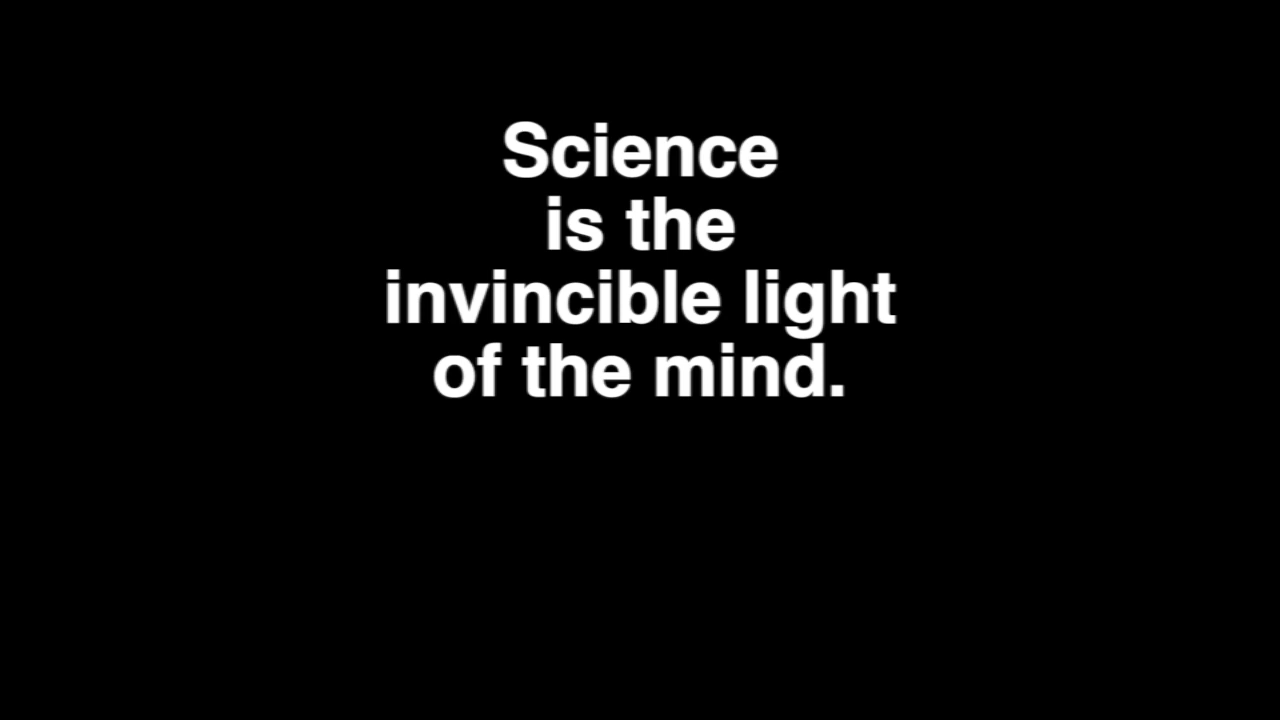 Science
is the
invincible light
of the mind.